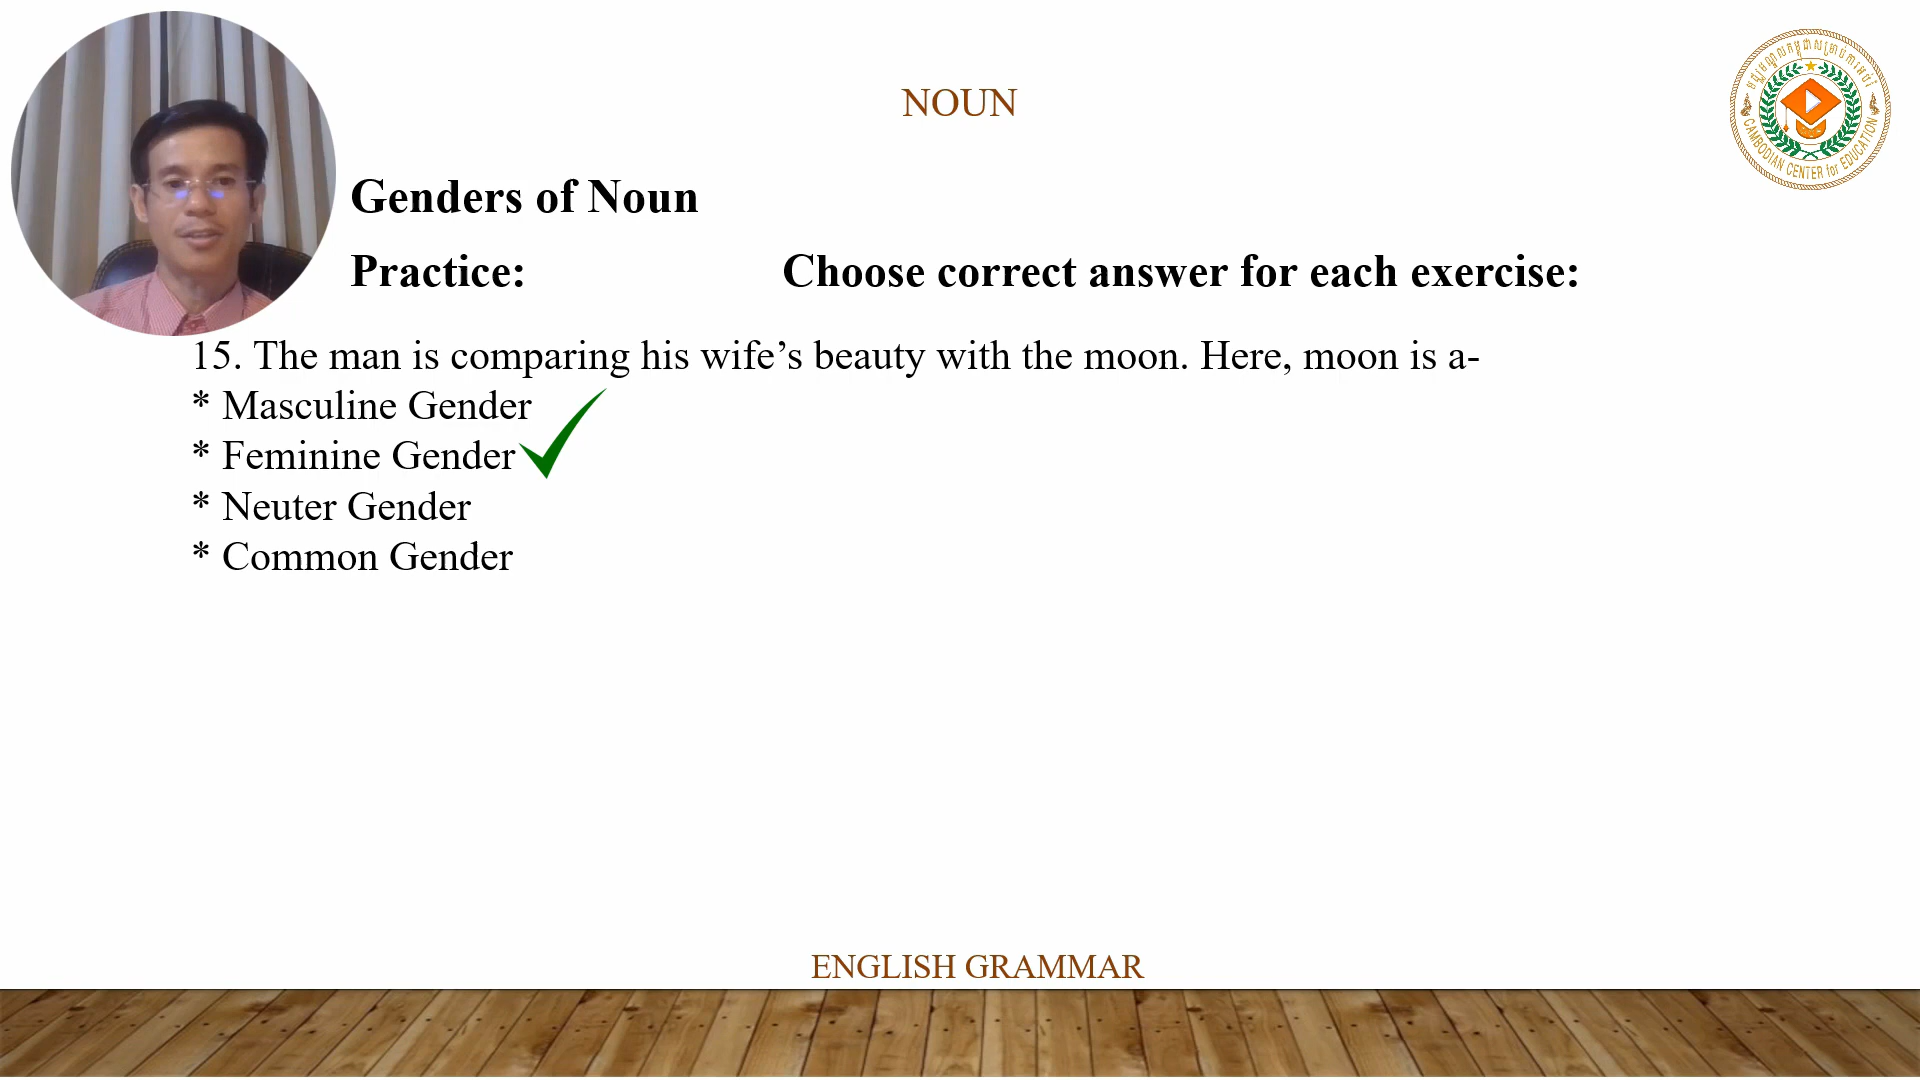 NOUN
Genders of Noun
Practice: Choose correct answer for each exercise:
15. The man is comparing his wife’s beauty with the moon. Here, moon is a-
* Masculine Gender
* Feminine Gender
* Neuter Gender
* Common Gender
ENGLISH GRAMMAR
CAMBODIAN CENTER for EDUCATION